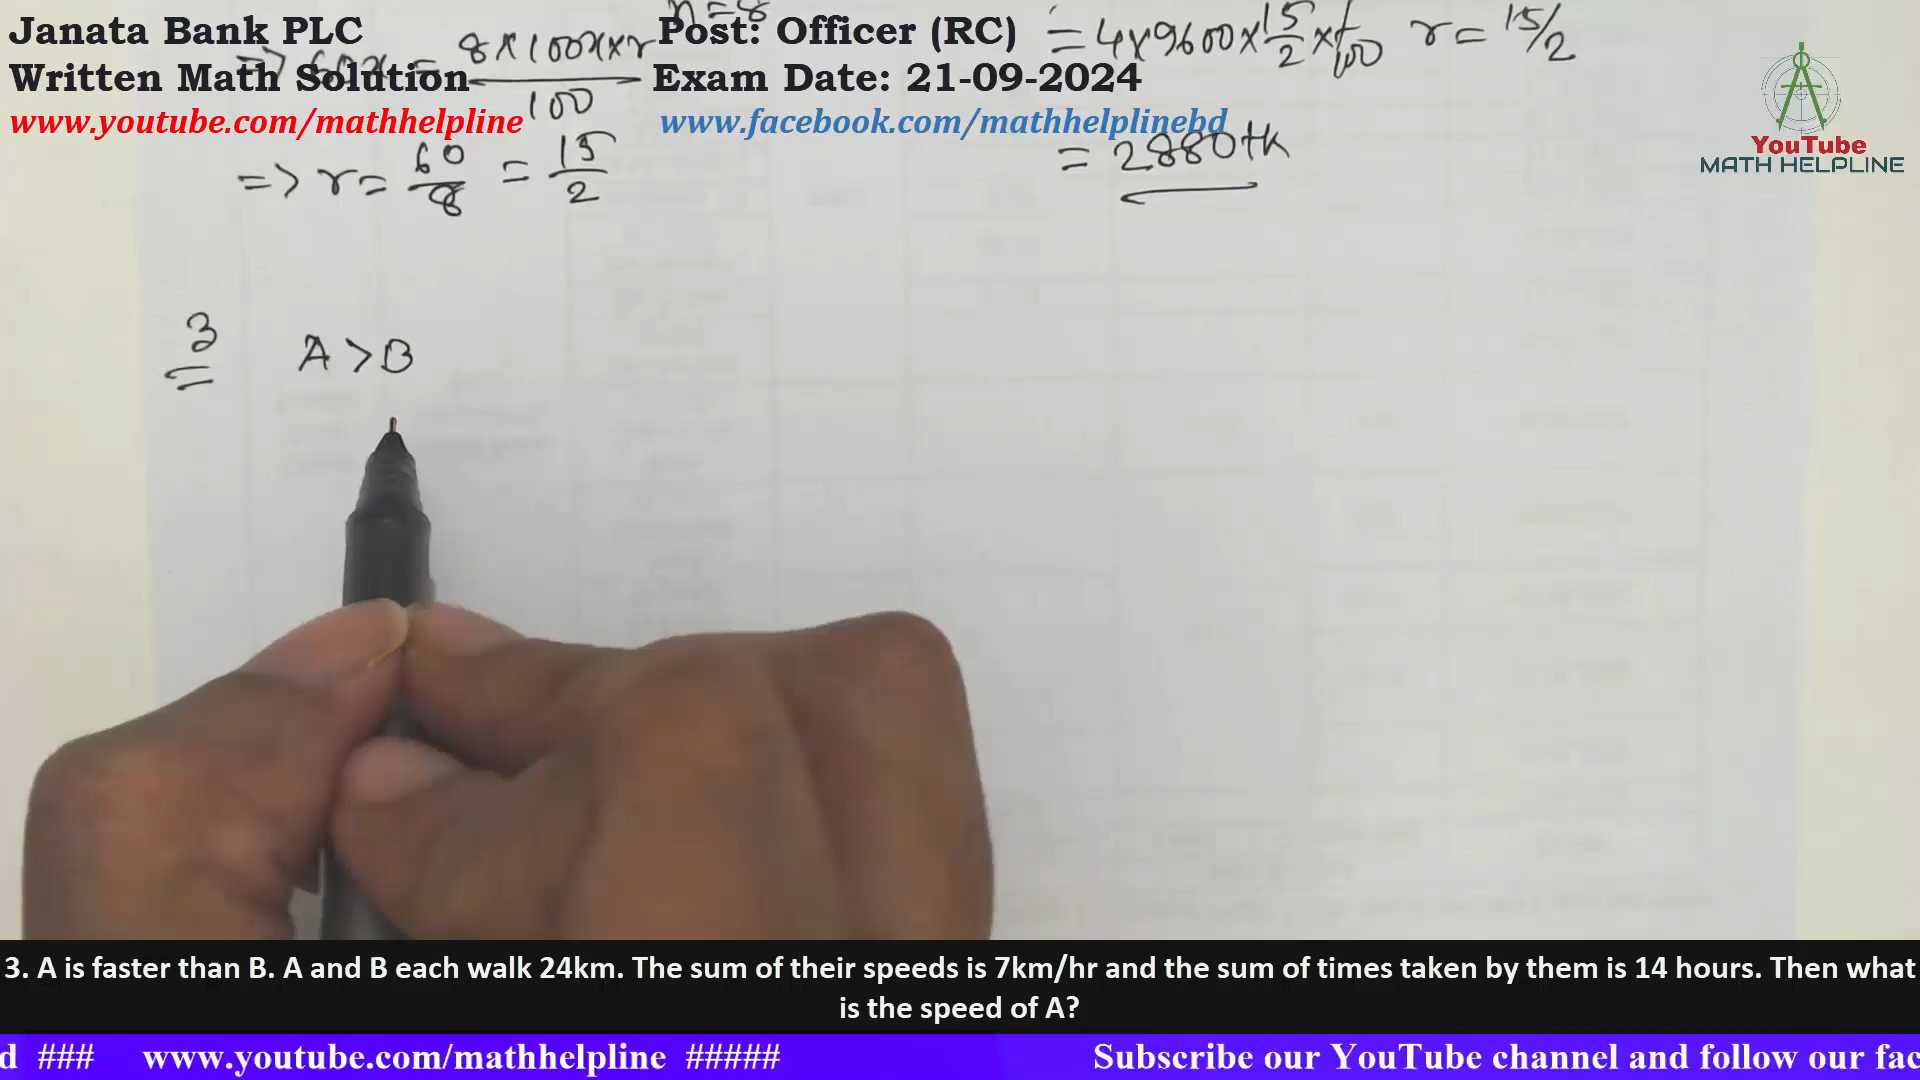 Janata Bank PLC
Post: Officer (RC)
Written Math Solution
Exam Date: 21-09-2024
www.youtube.com/mathhelpline
www.facebook.com/mathhelplinebd
YouTube
MATH HELPLINE
n = 8
= 8×100x×r
100
=> r = 60/8 = 15/2
= 4×9600×15/2×1/100 r = 15/2
= 2880tk
3 A > B
3. A is faster than B. A and B each walk 24km. The sum of their speeds is 7km/hr and the sum of times taken by them is 14 hours. Then what
is the speed of A?
d ### www.youtube.com/mathhelpline ##### Subscribe our YouTube channel and follow our fac